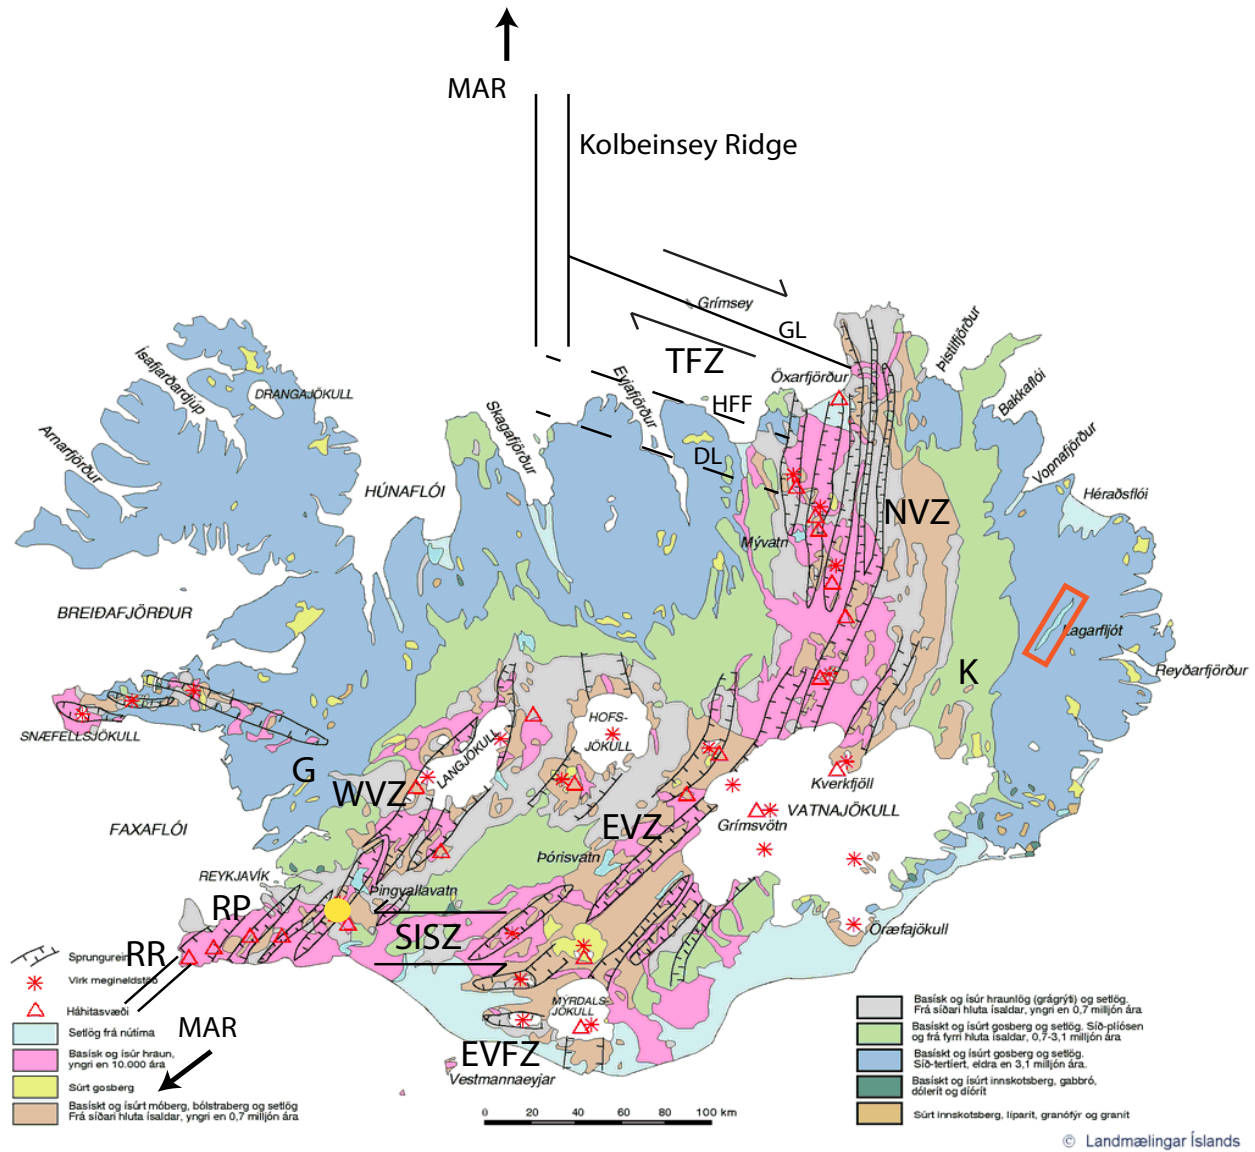 MAR
Kolbeinsey Ridge
Grímsey
GL
TFZ
Öxarfjörður
Þistilfjörður
Bakkaflói
Ísafjarðardjúp
DRANGAJÖKULL
Eyjafjörður
HFF
Skagafjörður
Arnarfjörður
DL
Vopnafjörður
HÚNAFLÓI
Héraðsflói
NVZ
Mývatn
BREIÐAFJÖRÐUR
Lagarfljót
K
Reyðarfjörður
SNÆFELLSJÖKULL
HOFS-
JÖKULL
LANGJÖKULL
G
WVZ
Kverkfjöll
VATNAJÖKULL
FAXAFLÓI
EVZ
Grímsvötn
Þórisvatn
REYKJAVÍK
Þingvallavatn
RP
SISZ
Öræfajökull
RR
Sprungurein
Virk megineldstöð
MÝRDALS-
JÖKULL
Háhitasvæði
MAR
EVFZ
Vestmannaeyjar
Setlög frá nútíma
Basísk og ísúr hraun,
yngri en 10.000 ára
Súrt gosberg
Basískt og ísúrt móberg, bólstraberg og setlög
Frá síðari hluta ísaldar, yngri en 0,7 milljón ára
0 20 40 60 80 100 km
Basísk og ísúr hraunlög (grágrýti) og setlög.
Frá síðari hluta ísaldar, yngri en 0,7 milljón ára
Basískt og ísúrt gosberg og setlög. Síð-plíósen
og frá fyrri hluta ísaldar, 0,7-3,1 milljón ára
Basískt og ísúrt gosberg og setlög.
Síð-tertíert, eldra en 3,1 milljón ára.
Basískt og ísúrt innskotsberg, gabbró,
dólerít og díórít
Súrt innskotsberg, líparít, granófýr og granít
© Landmælingar Íslands